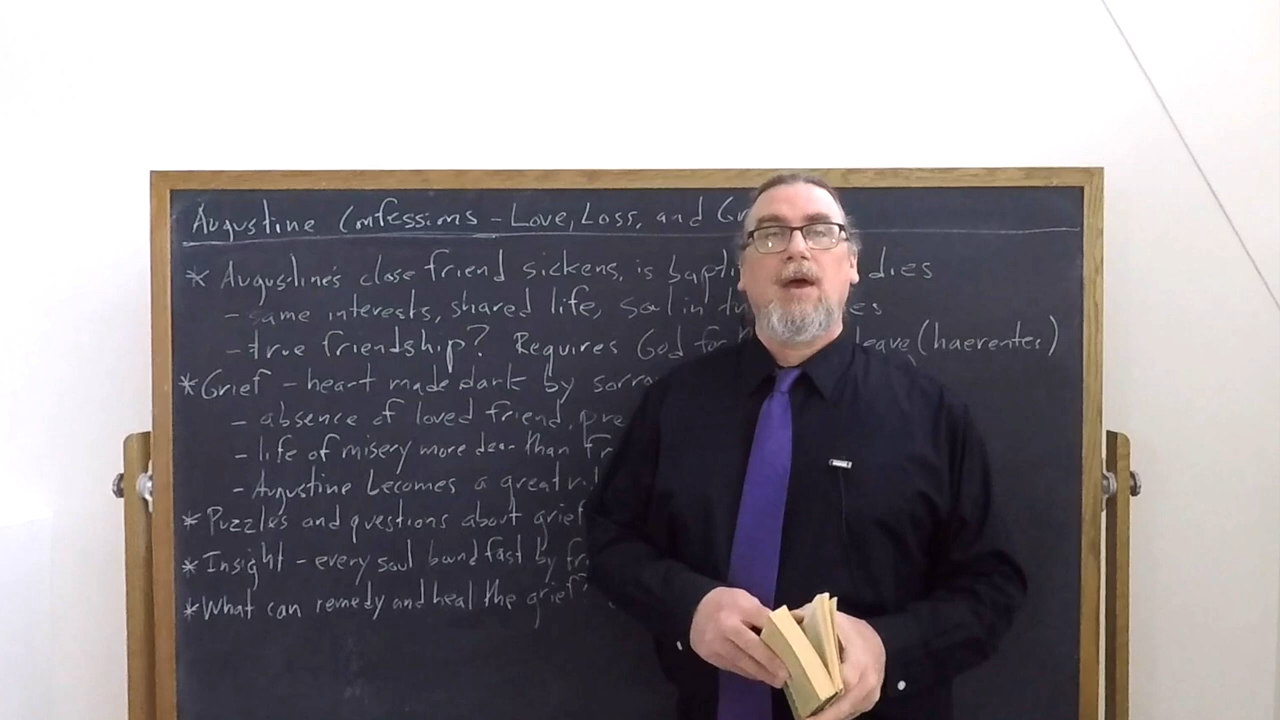 Augustine Confessions - Love, Loss, and Gr
* Augustine's close friend sickens, is bapti dies
- same interests, shared life, soul in tw es
- true friendship? Requires God for leave (haerentes)
* Grief - heart made dark by sorro
- absence of loved friend, pre
- life of misery more dear than fr
- Augustine becomes a great
* Puzzles and questions about grief
* Insight - every soul bound fast by fr
* What can remedy and heal the grief?